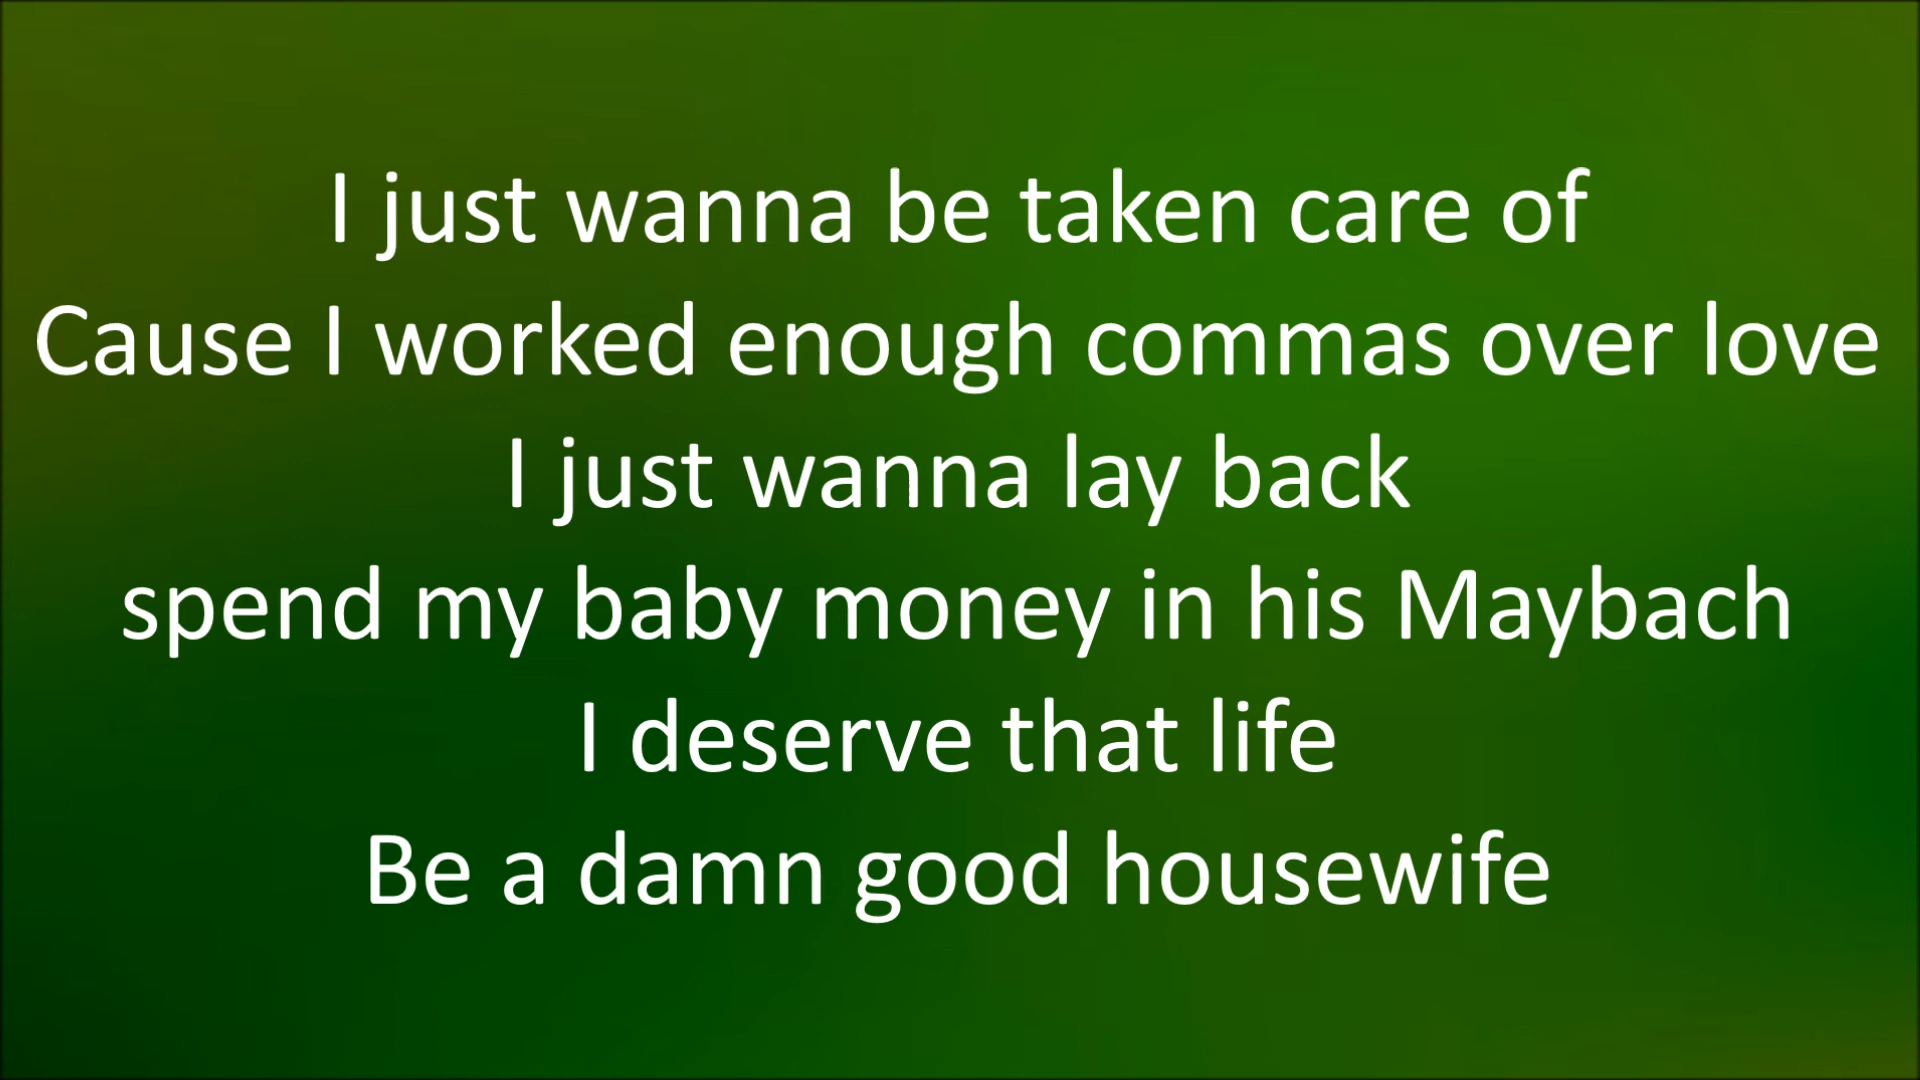 I just wanna be taken care of
Cause I worked enough commas over love
I just wanna lay back
spend my baby money in his Maybach
I deserve that life
Be a damn good housewife